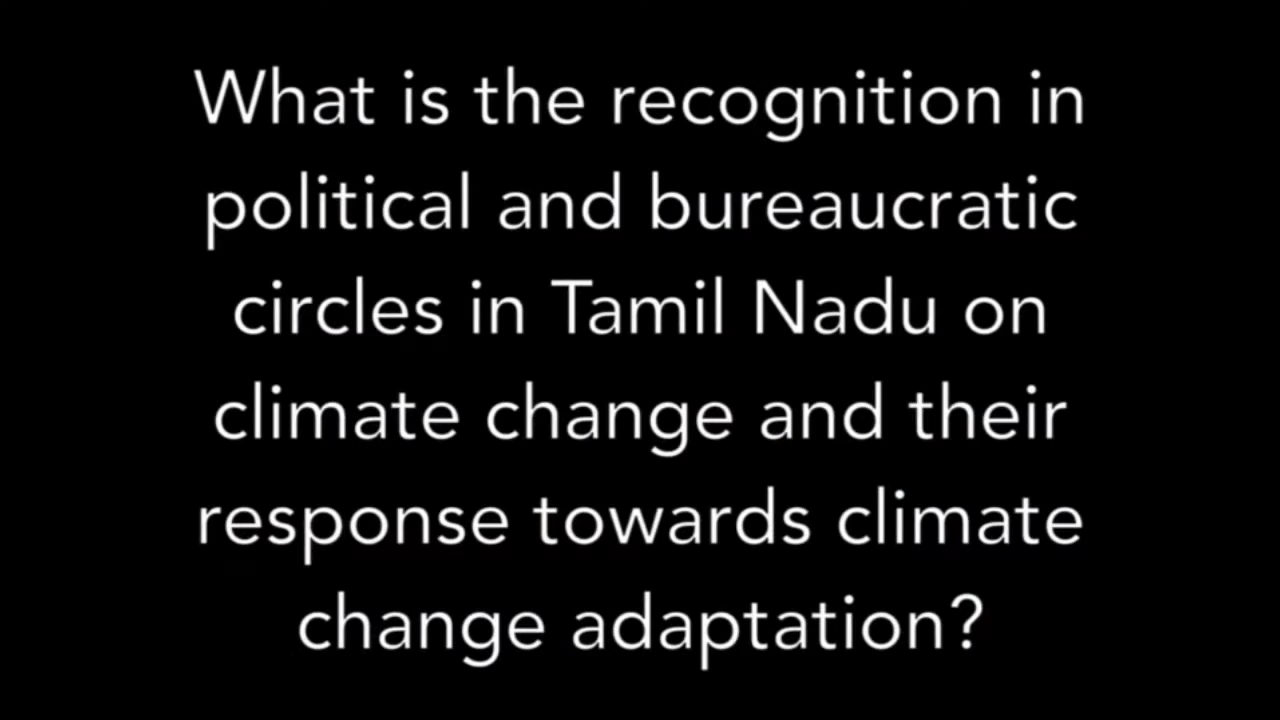 What is the recognition in
political and bureaucratic
circles in Tamil Nadu on
climate change and their
response towards climate
change adaptation?